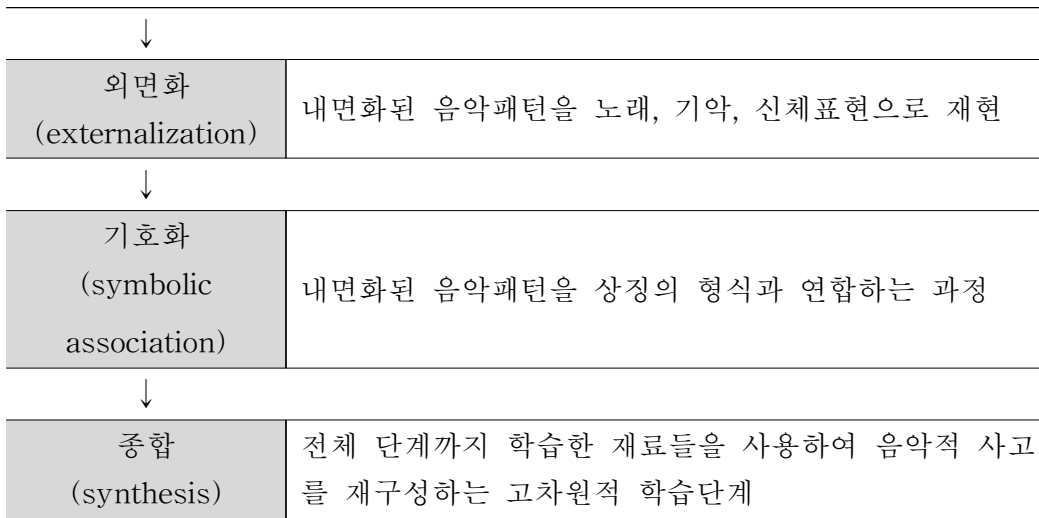 ↓
외면화
(externalization)
내면화된 음악패턴을 노래, 기악, 신체표현으로 재현
↓
기호화
(symbolic
association)
내면화된 음악패턴을 상징의 형식과 연합하는 과정
↓
종합
(synthesis)
전체 단계까지 학습한 재료들을 사용하여 음악적 사고
를 재구성하는 고차원적 학습단계